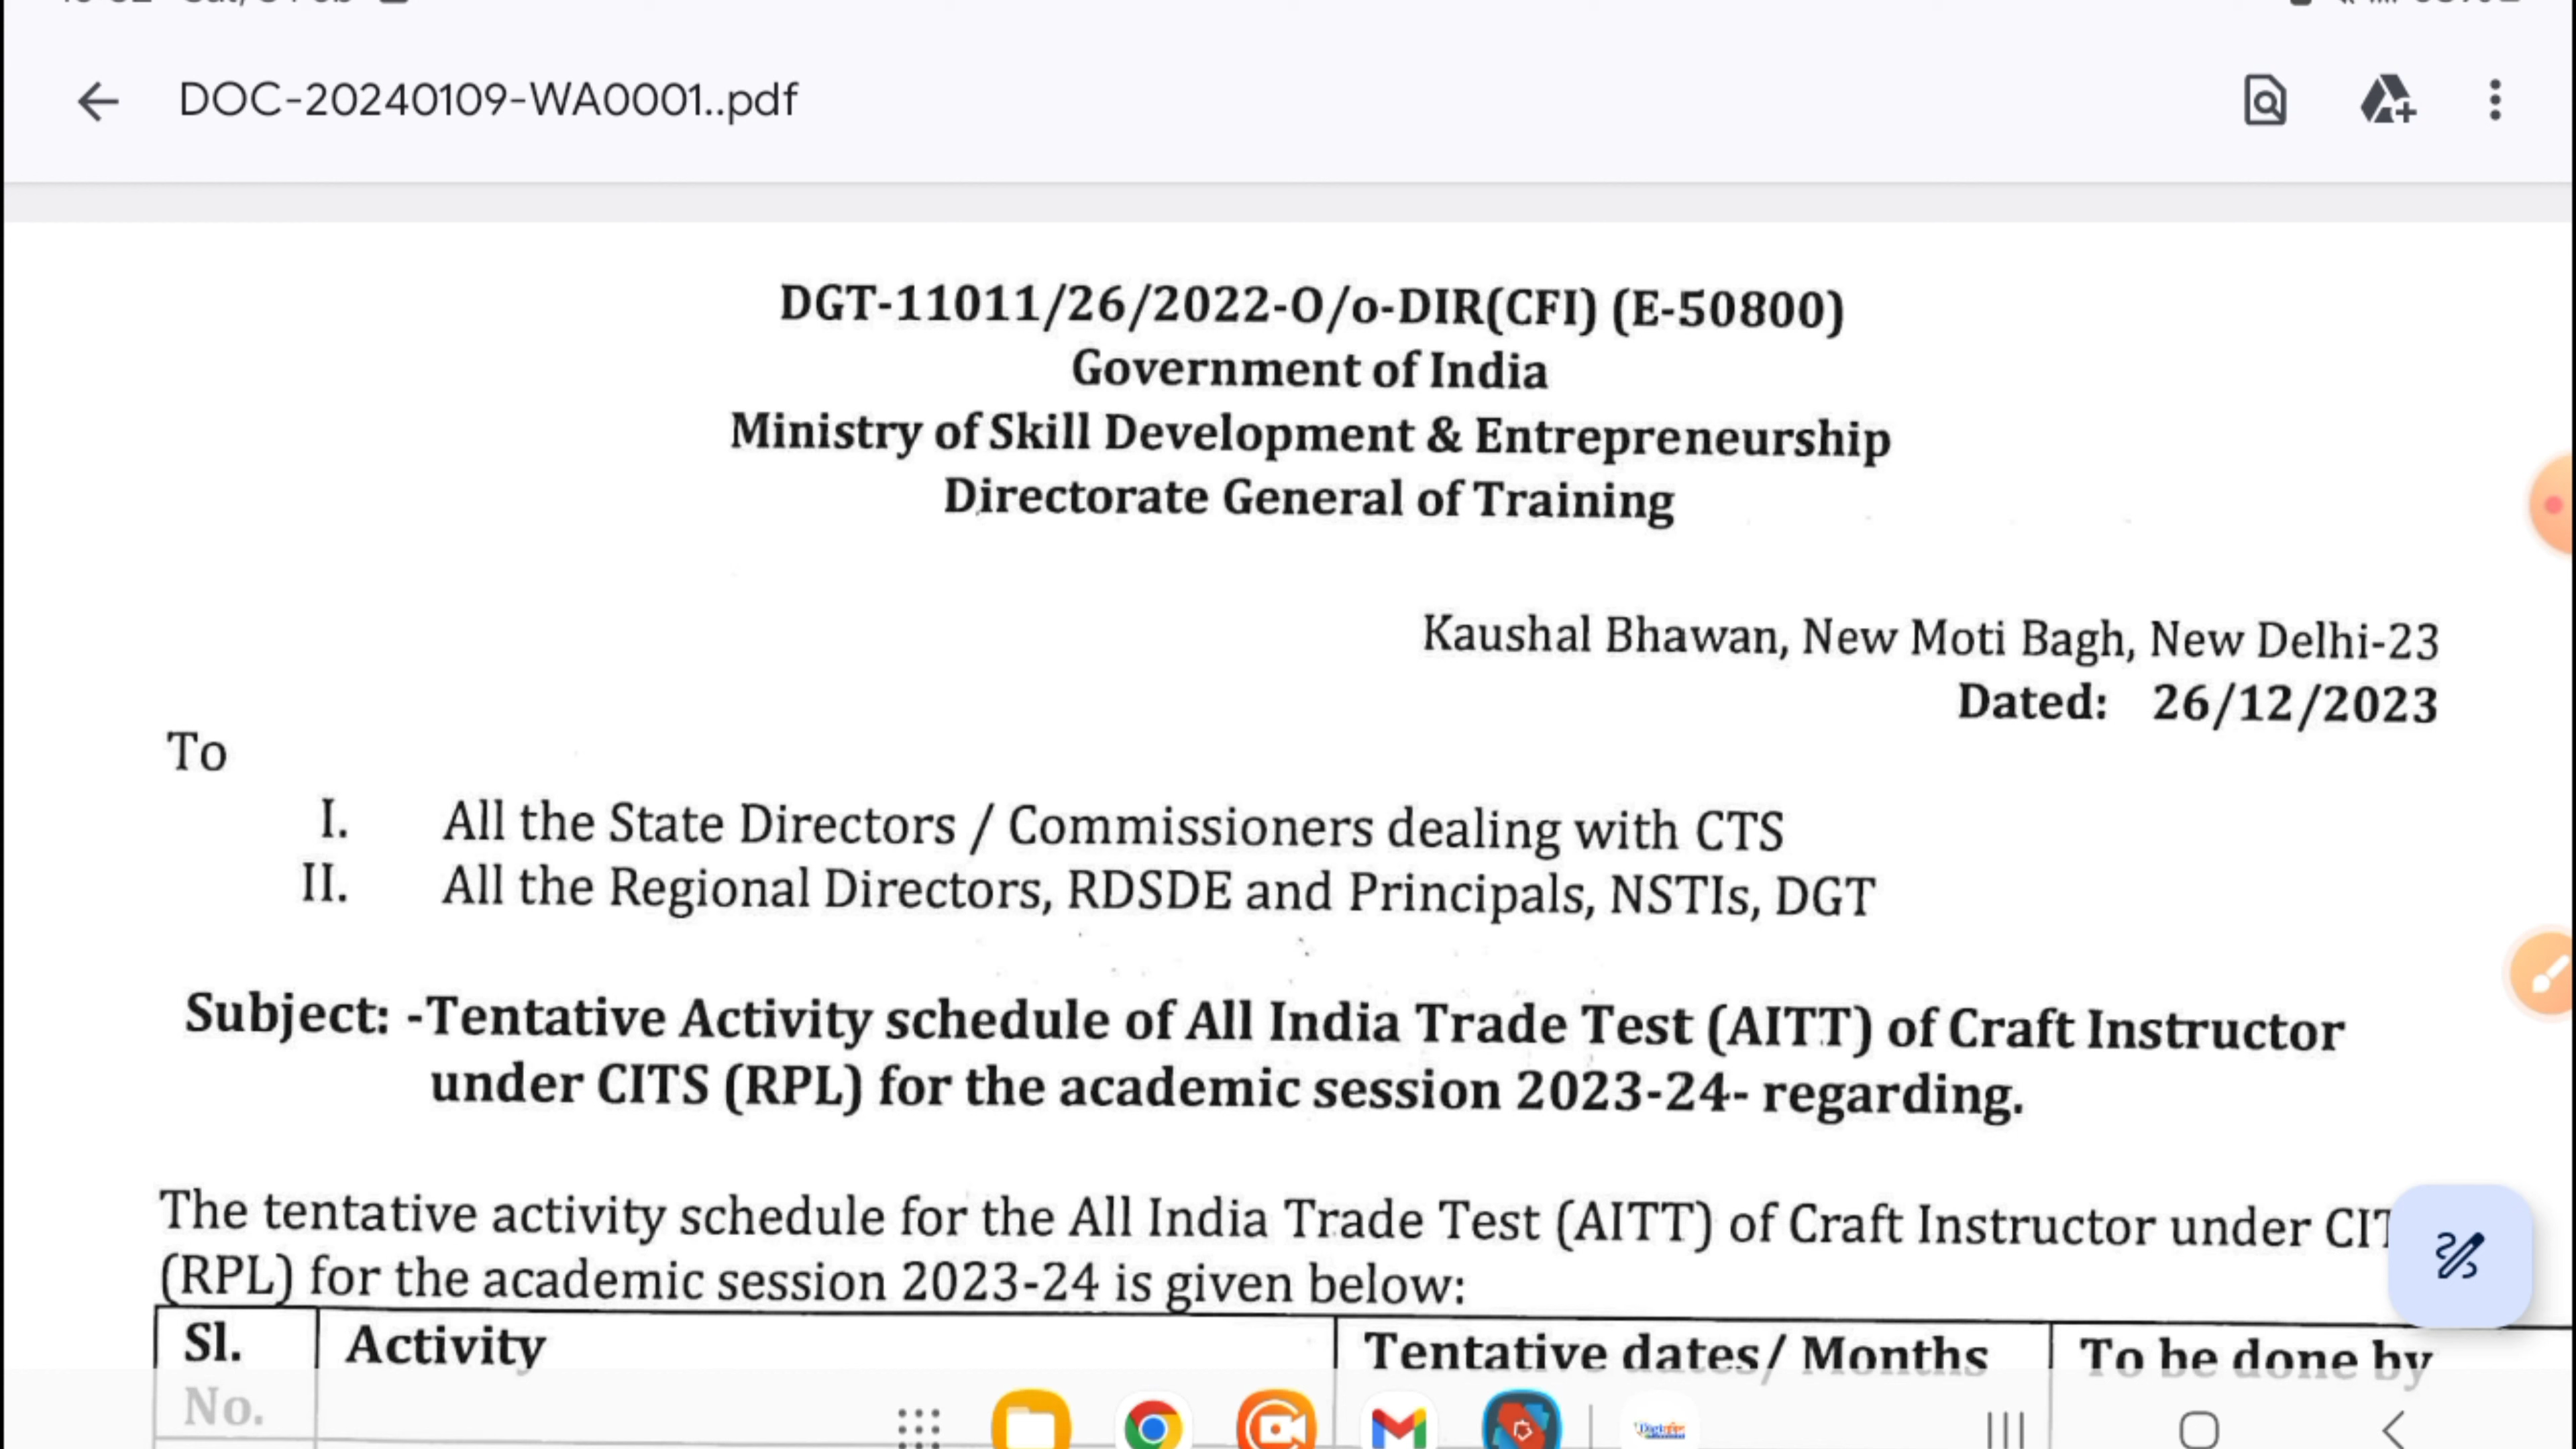 DOC-20240109-WA0001..pdf
DGT-11011/26/2022-O/o-DIR(CFI) (E-50800)
Government of India
Ministry of Skill Development & Entrepreneurship
Directorate General of Training
Kaushal Bhawan, New Moti Bagh, New Delhi-23
Dated: 26/12/2023
To
I. All the State Directors / Commissioners dealing with CTS
II. All the Regional Directors, RDSDE and Principals, NSTIs, DGT
Subject: -Tentative Activity schedule of All India Trade Test (AITT) of Craft Instructor
under CITS (RPL) for the academic session 2023-24- regarding.
The tentative activity schedule for the All India Trade Test (AITT) of Craft Instructor under CIT
(RPL) for the academic session 2023-24 is given below:
Sl. Activity Tentative dates/ Months To be done by
No.